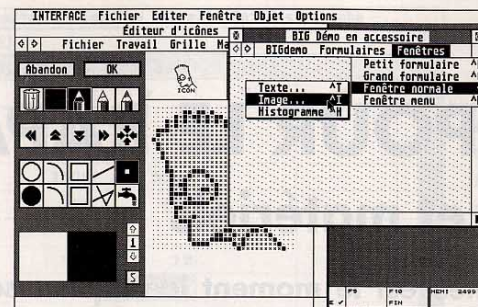 INTERFACE Fichier Editer Fenêtre Objet Options
Éditeur d'icônes
Fichier Travail Grille
Abandon OK
ICON
1
S
BIG Démo en accessoire
BIGdemo Formulaires Fenêtres
Petit formulaire
Grand formulaire
Fenêtre normale
Fenêtre menu
Texte... ^T
Image... ^I
Histogramme ^H
F9 F10
FIN